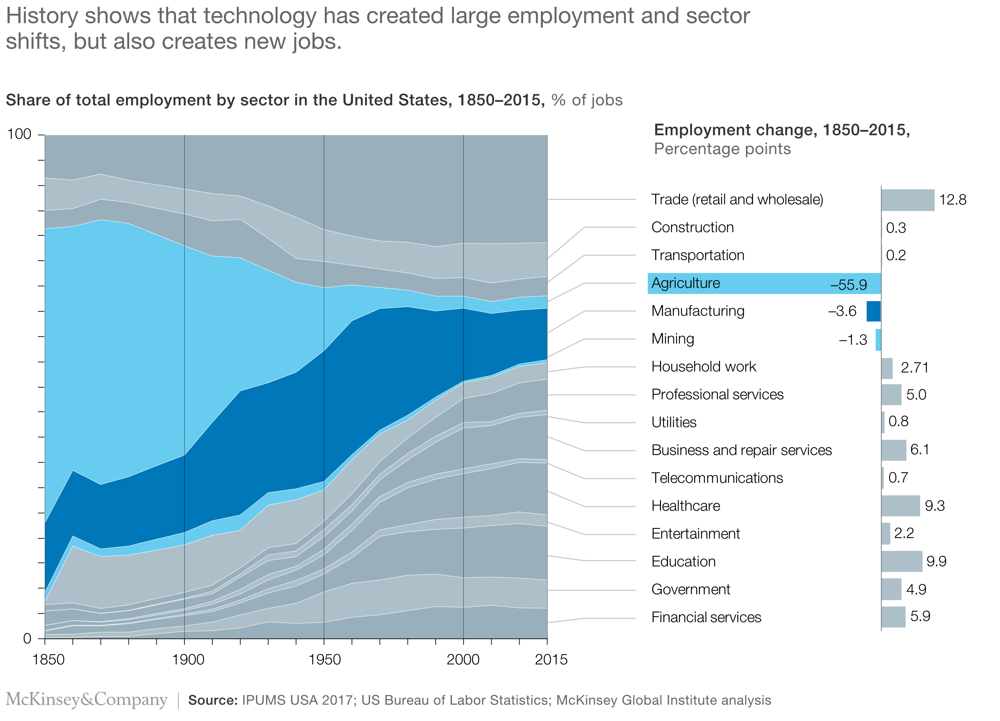 History shows that technology has created large employment and sector
shifts, but also creates new jobs.
Share of total employment by sector in the United States, 1850–2015, % of jobs
Employment change, 1850–2015,
Percentage points
100
0
1850
1900
1950
2000
2015
Trade (retail and wholesale) 12.8
Construction 0.3
Transportation 0.2
Agriculture –55.9
Manufacturing –3.6
Mining –1.3
Household work 2.71
Professional services 5.0
Utilities 0.8
Business and repair services 6.1
Telecommunications 0.7
Healthcare 9.3
Entertainment 2.2
Education 9.9
Government 4.9
Financial services 5.9
McKinsey&Company | Source: IPUMS USA 2017; US Bureau of Labor Statistics; McKinsey Global Institute analysis